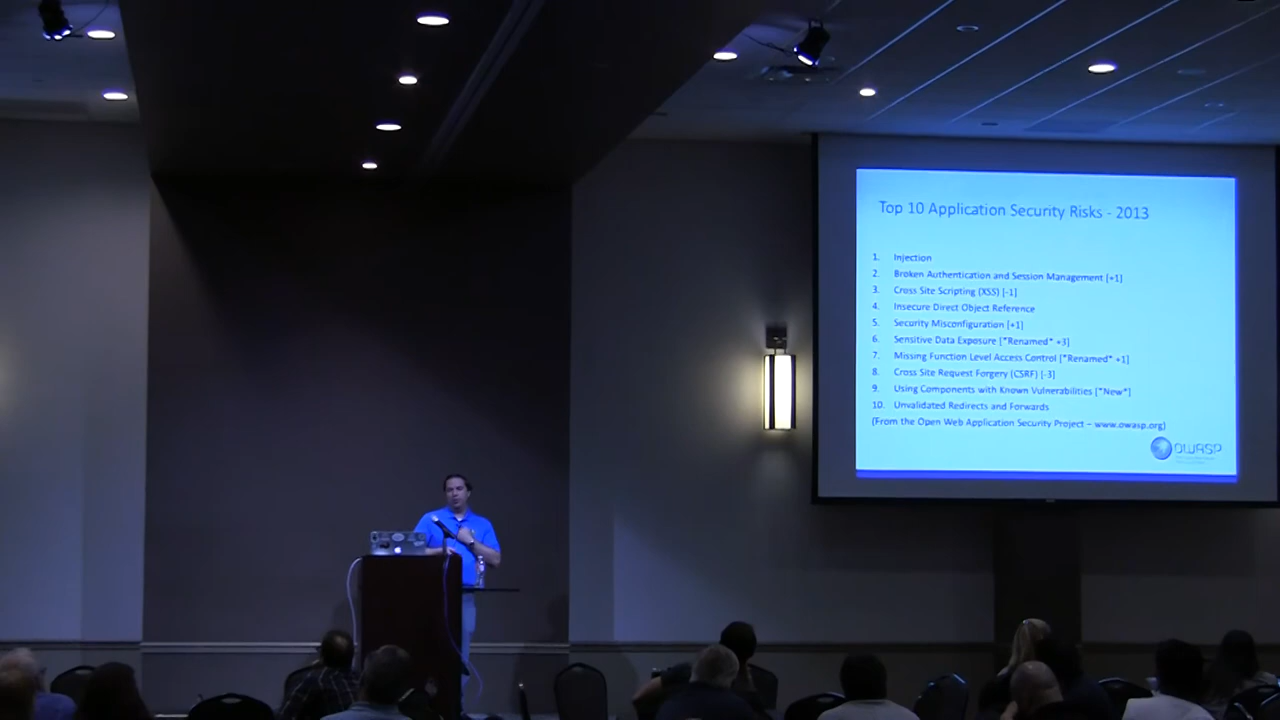 Top 10 Application Security Risks - 2013
1. Injection
2. Broken Authentication and Session Management [+1]
3. Cross Site Scripting (XSS) [-1]
4. Insecure Direct Object Reference
5. Security Misconfiguration [+1]
6. Sensitive Data Exposure [*Renamed* +3]
7. Missing Function Level Access Control [*Renamed* +1]
8. Cross Site Request Forgery (CSRF) [-3]
9. Using Components with Known Vulnerabilities [*New*]
10. Unvalidated Redirects and Forwards
(From the Open Web Application Security Project – www.owasp.org)
OWASP